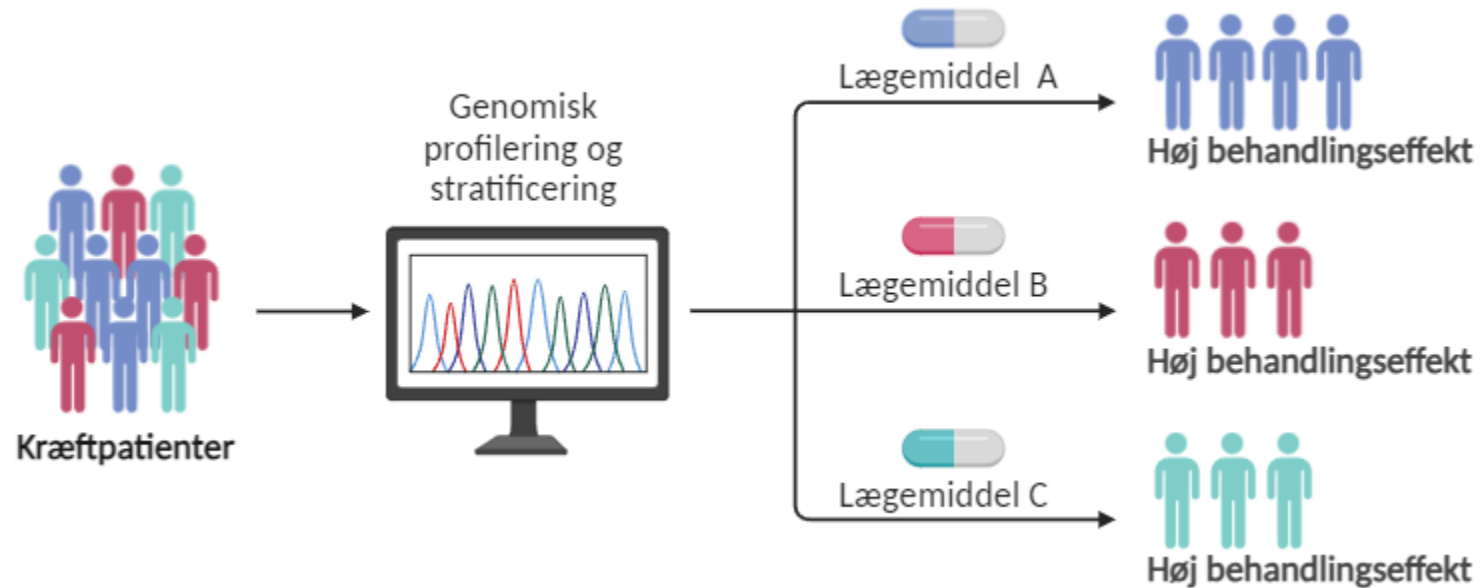 Kræftpatienter
Genomisk
profilering og
stratificering
Lægemiddel A
Høj behandlingseffekt
Lægemiddel B
Høj behandlingseffekt
Lægemiddel C
Høj behandlingseffekt